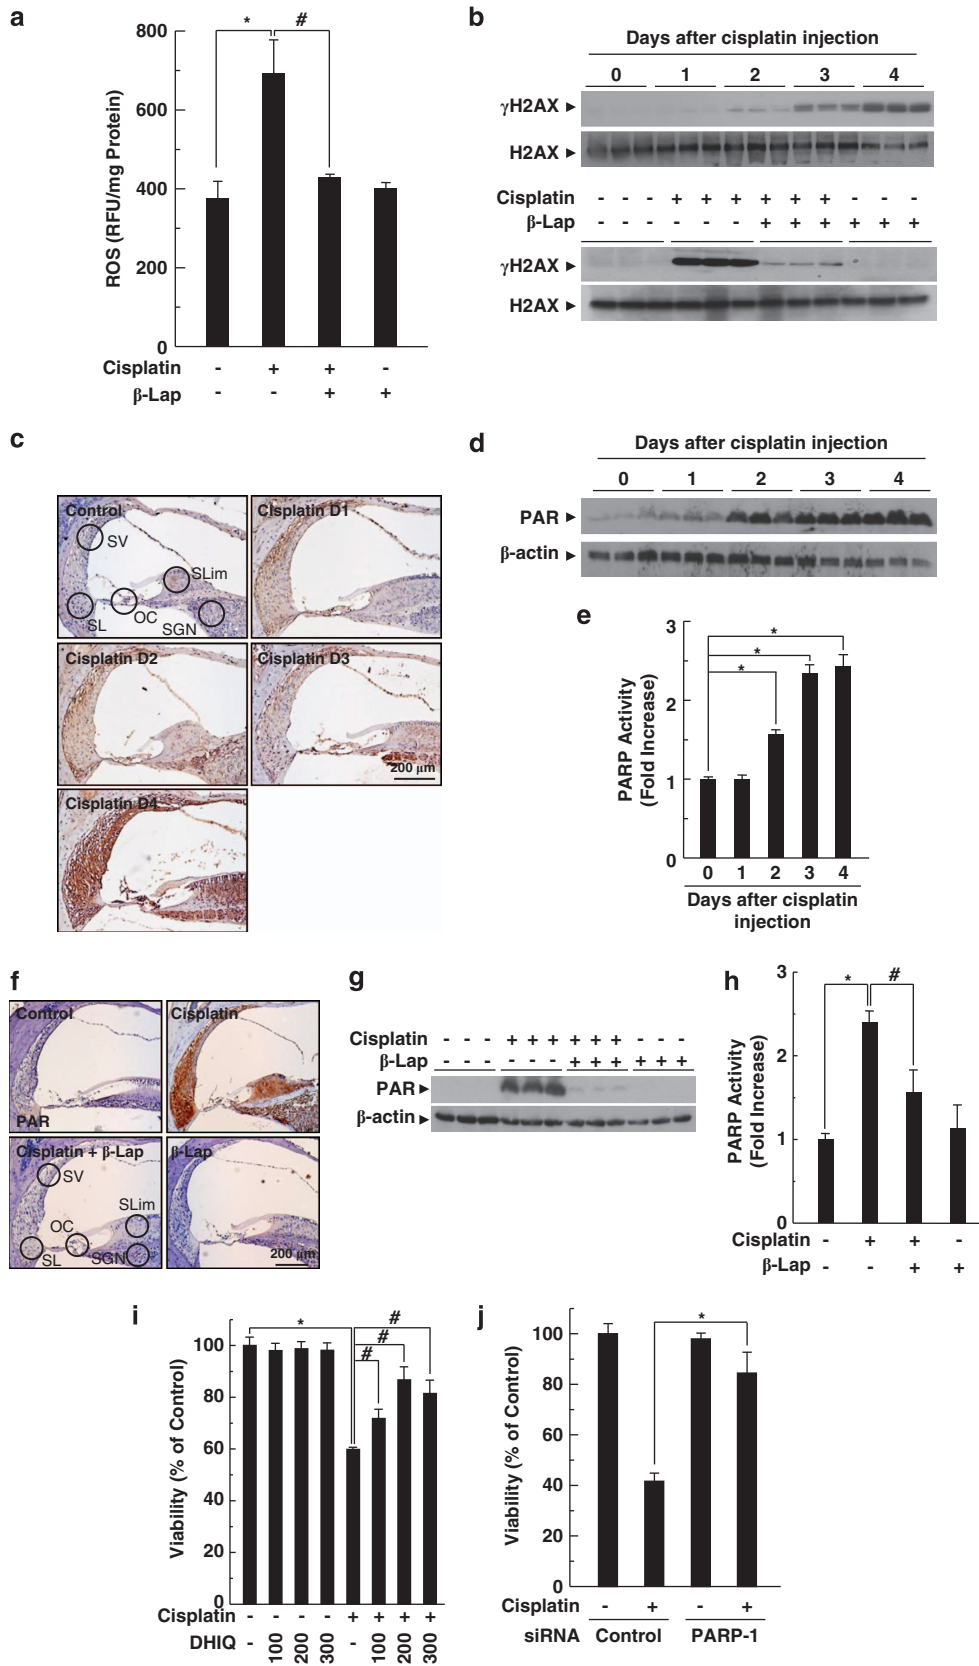 a
800
600
400
200
0
ROS (RFU/mg Protein)
* #
Cisplatin - + + -
β-Lap - - + +
b
Days after cisplatin injection
0 1 2 3 4
γH2AX
H2AX
Cisplatin - - - + + + + + + - - -
β-Lap - - - - - - + + + + + +
γH2AX
H2AX
c
Control
SV
SLim
SL
OC
SGN
Cisplatin D1
Cisplatin D2
Cisplatin D3
200 μm
Cisplatin D4
d
Days after cisplatin injection
0 1 2 3 4
PAR
β-actin
e
3
2
1
0
PARP Activity
(Fold Increase)
*
*
*
0 1 2 3 4
Days after cisplatin
injection
f
Control
PAR
Cisplatin
Cisplatin + β-Lap
SV
SLim
OC
SL
SGN
β-Lap
200 μm
g
Cisplatin - - - + + + + + + - - -
β-Lap - - - - - - + + + + + +
PAR
β-actin
h
3
2
1
0
PARP Activity
(Fold Increase)
* #
Cisplatin - + + -
β-Lap - - + +
i
100
80
60
40
20
0
Viability (% of Control)
*
#
#
#
Cisplatin - - - - + + + +
DHIQ - 100 200 300 - 100 200 300
j
100
80
60
40
20
0
Viability (% of Control)
*
Cisplatin - + - +
siRNA Control PARP-1